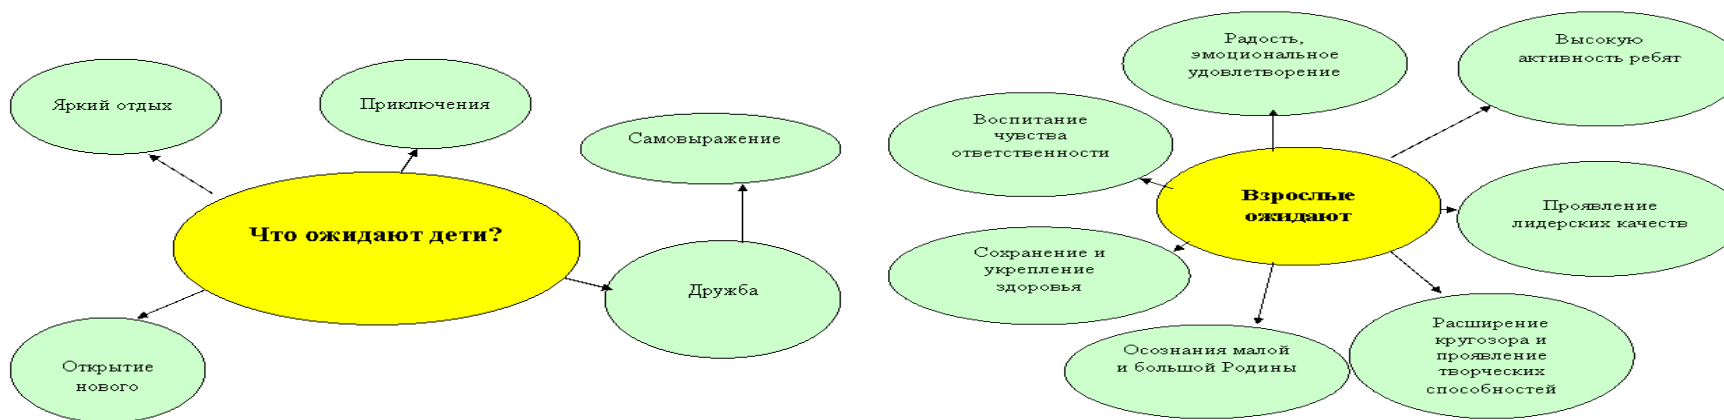 Яркий отдых
Приключения
Самовыражение
Что ожидают дети?
Дружба
Открытие
нового
Радость,
эмоциональное
удовлетворение
Высокую
активность ребят
Воспитание
чувства
ответственности
Взрослые
ожидают
Проявление
лидерских качеств
Сохранение и
укрепление
здоровья
Осознания малой
и большой Родины
Расширение
кругозора и
проявление
творческих
способностей